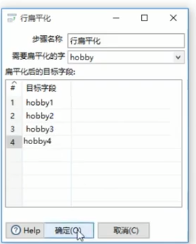 行扁平化
步骤名称 行扁平化
需要扁平化的字 hobby
扁平化后的目标字段:
# 目标字段
1 hobby1
2 hobby2
3 hobby3
4 hobby4
Help 确定(O) 取消(C)